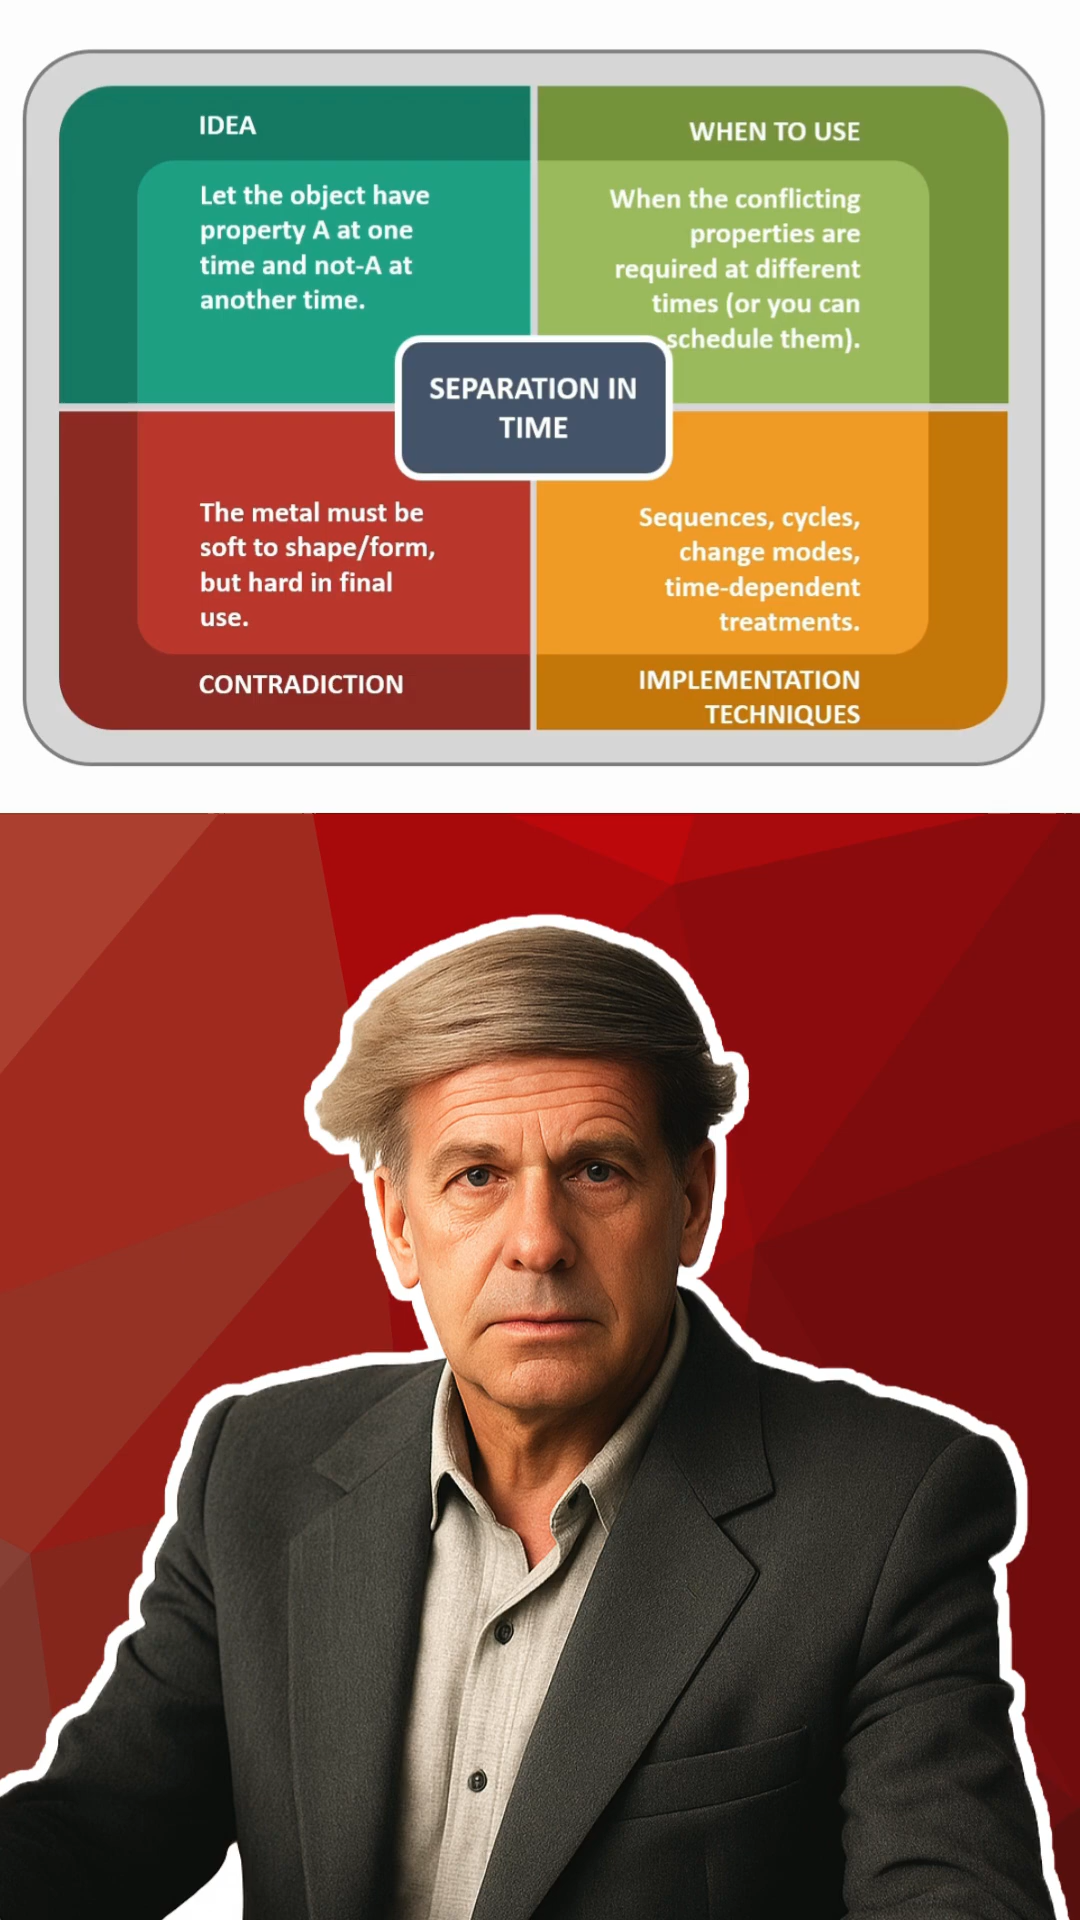 IDEA
Let the object have
property A at one
time and not-A at
another time.
WHEN TO USE
When the conflicting
properties are
required at different
times (or you can
schedule them).
SEPARATION IN
TIME
The metal must be
soft to shape/form,
but hard in final
use.
CONTRADICTION
Sequences, cycles,
change modes,
time-dependent
treatments.
IMPLEMENTATION
TECHNIQUES